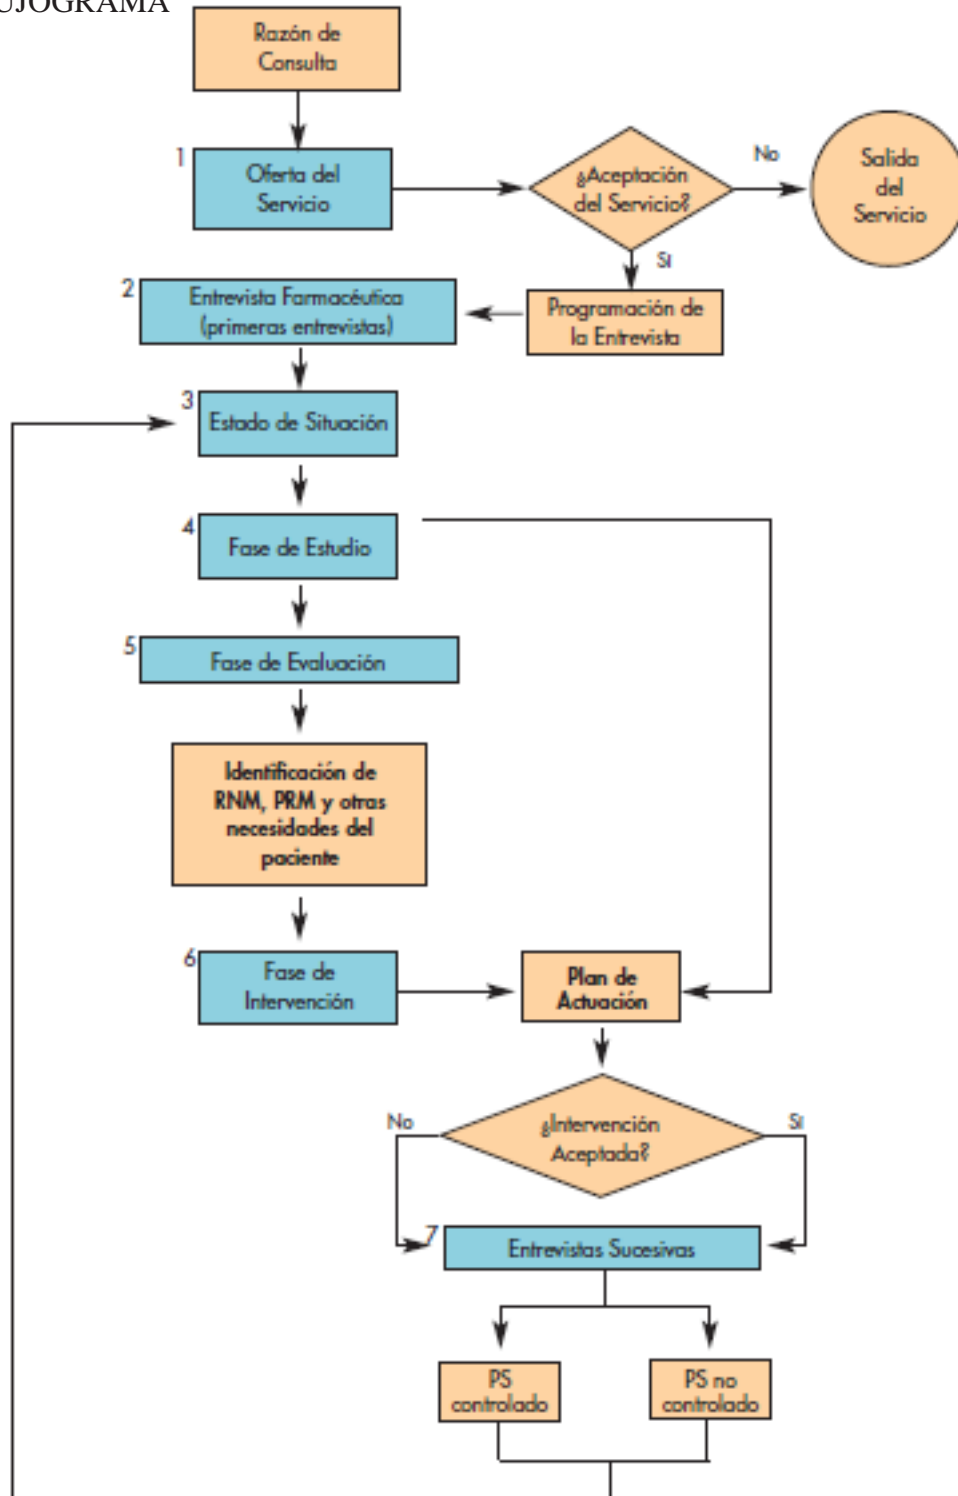 UJOGRAMA
Razón de
Consulta
1
Oferta del
Servicio
¿Aceptación
del Servicio?
No
Salida
del
Servicio
Si
2
Entrevista Farmacéutica
(primeras entrevistas)
Programación de
la Entrevista
3
Estado de Situación
4
Fase de Estudio
5
Fase de Evaluación
Identificación de
RNM, PRM y otras
necesidades del
paciente
6
Fase de
Intervención
Plan de
Actuación
No
¿Intervención
Aceptada?
Si
7
Entrevistas Sucesivas
PS
controlado
PS no
controlado